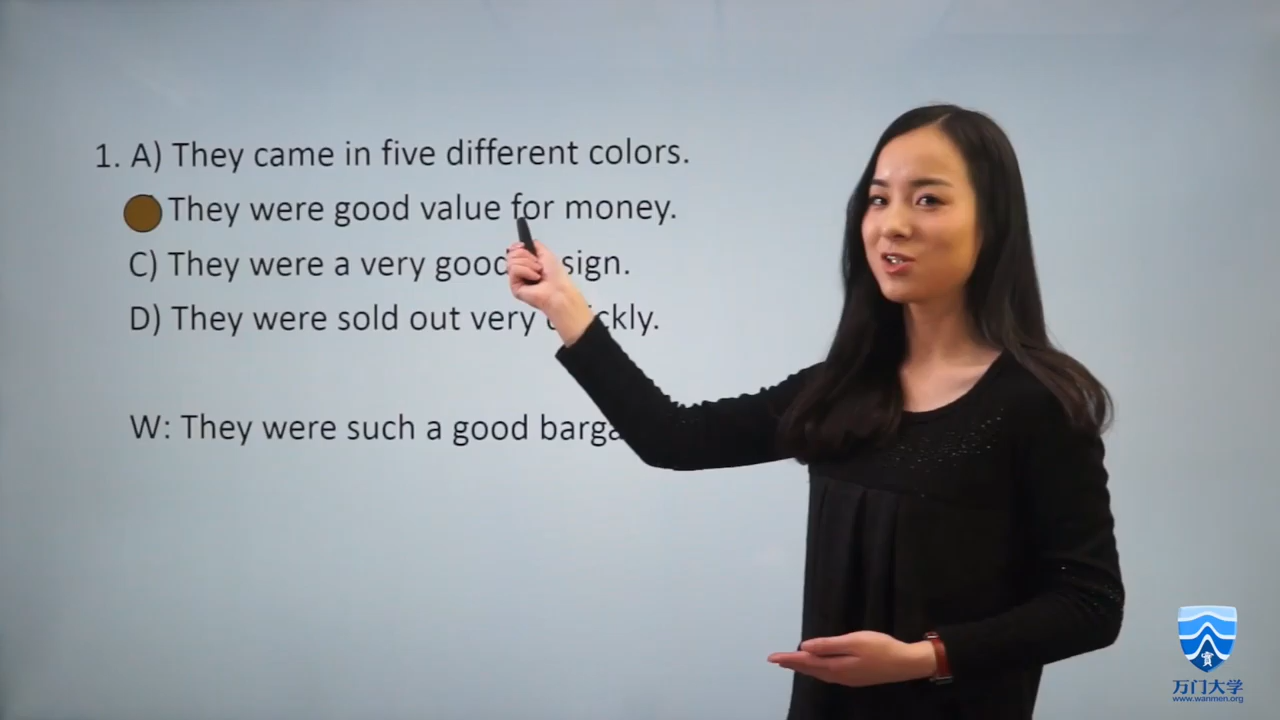 1. A) They came in five different colors.
They were good value for money.
C) They were a very good sign.
D) They were sold out very
W: They were such a good
万门大学
www.wanmen.org